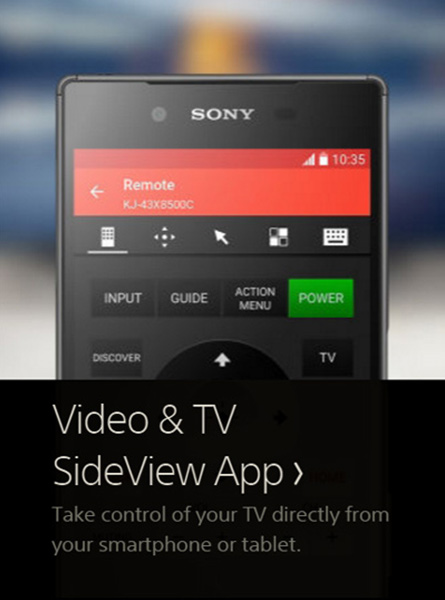 SONY
10:35
Remote
KJ-43X8500C
INPUT
GUIDE
ACTION
MENU
POWER
DISCOVER
TV
HOME
Video & TV
SideView App ›
Take control of your TV directly from
your smartphone or tablet.